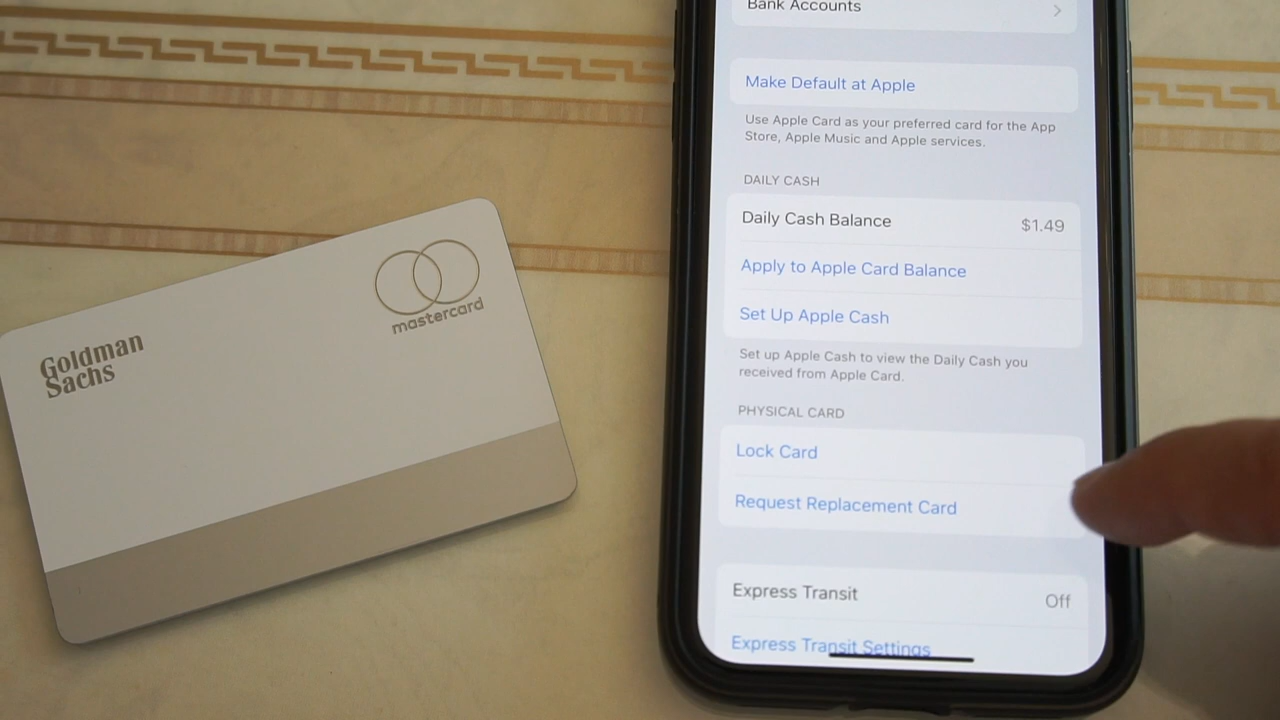 Goldman
Sachs
mastercard
Bank Accounts
Make Default at Apple
Use Apple Card as your preferred card for the App
Store, Apple Music and Apple services.
DAILY CASH
Daily Cash Balance $1.49
Apply to Apple Card Balance
Set Up Apple Cash
Set up Apple Cash to view the Daily Cash you
received from Apple Card.
PHYSICAL CARD
Lock Card
Request Replacement Card
Express Transit Off
Express Transit Settings